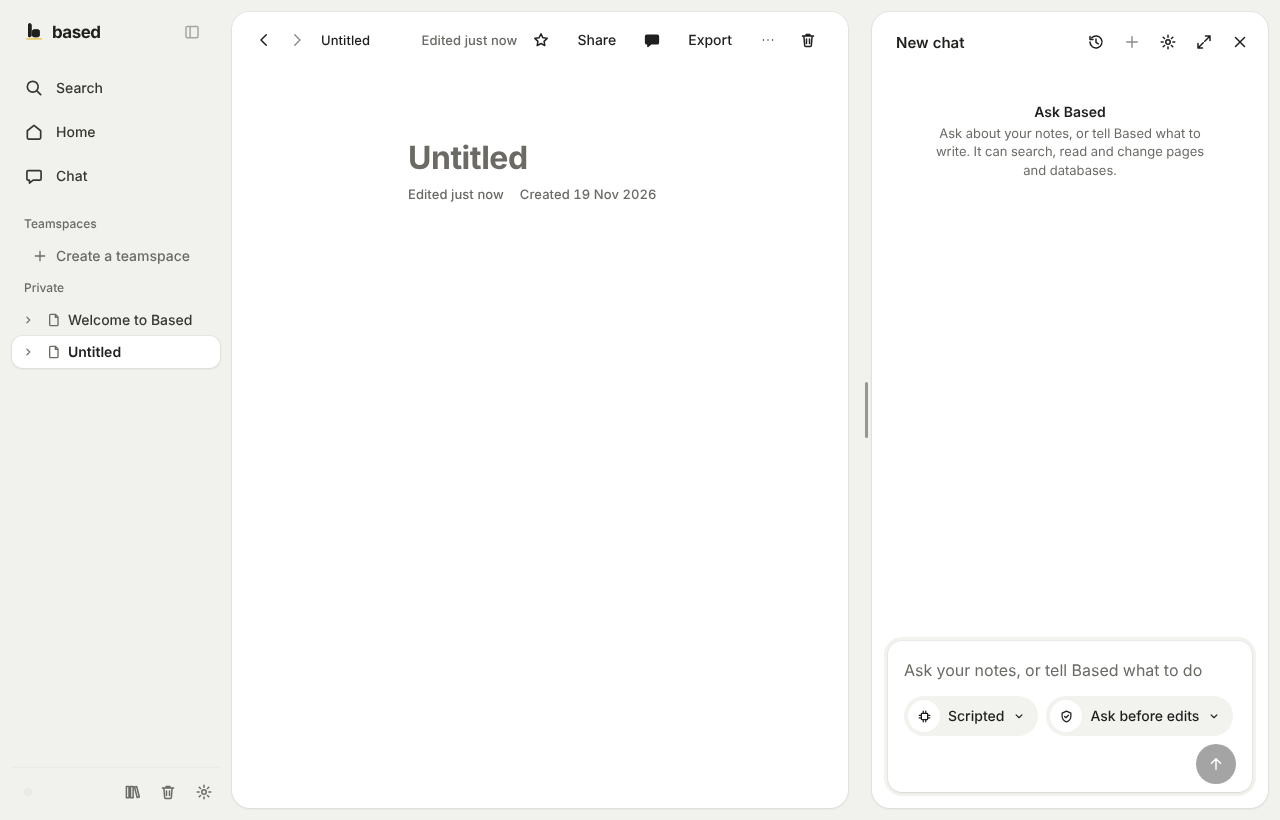 based
Search
Home
Chat
Teamspaces
Create a teamspace
Private
Welcome to Based
Untitled
Untitled
Edited just now
Share
Export
Untitled
Edited just now Created 19 Nov 2026
New chat
Ask Based
Ask about your notes, or tell Based what to
write. It can search, read and change pages
and databases.
Ask your notes, or tell Based what to do
Scripted
Ask before edits